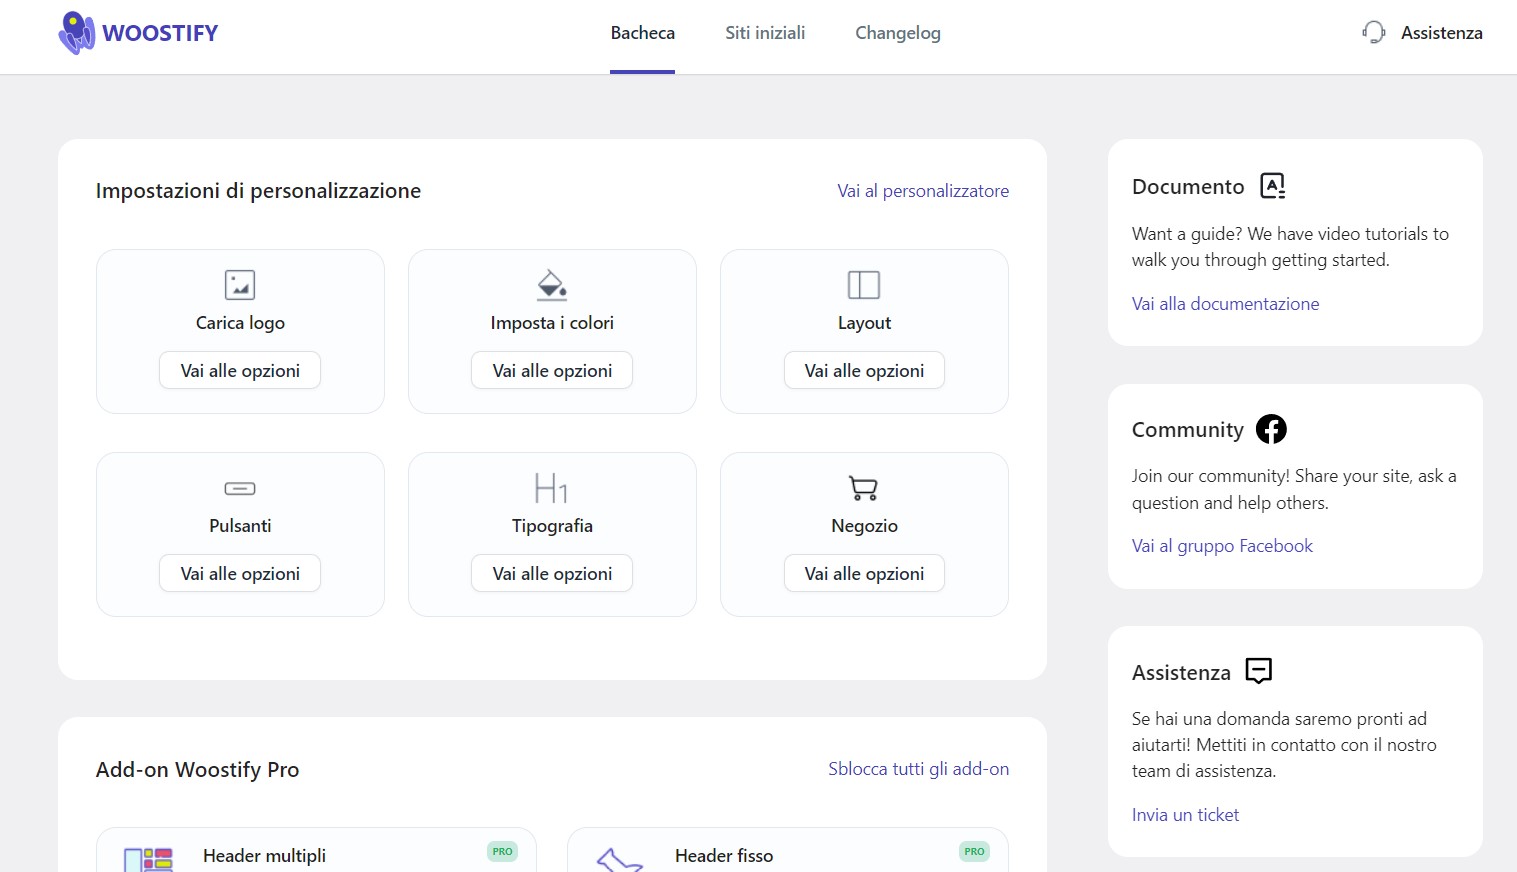 WOOSTIFY
Bacheca
Siti iniziali
Changelog
Assistenza
Impostazioni di personalizzazione
Vai al personalizzatore
Carica logo
Vai alle opzioni
Imposta i colori
Vai alle opzioni
Layout
Vai alle opzioni
Pulsanti
Vai alle opzioni
H1
Tipografia
Vai alle opzioni
Negozio
Vai alle opzioni
Add-on Woostify Pro
Sblocca tutti gli add-on
Header multipli
PRO
Header fisso
PRO
Documento
Want a guide? We have video tutorials to
walk you through getting started.
Vai alla documentazione
Community
Join our community! Share your site, ask a
question and help others.
Vai al gruppo Facebook
Assistenza
Se hai una domanda saremo pronti ad
aiutarti! Mettiti in contatto con il nostro
team di assistenza.
Invia un ticket